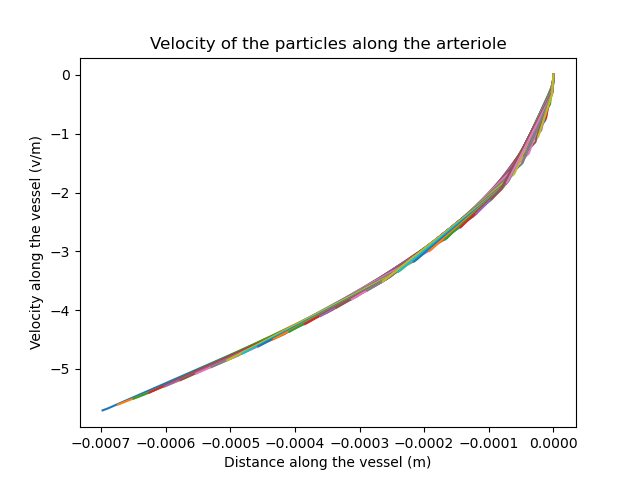 Velocity of the particles along the arteriole
Velocity along the vessel (v/m)
0
−1
−2
−3
−4
−5
−0.0007 −0.0006 −0.0005 −0.0004 −0.0003 −0.0002 −0.0001 0.0000
Distance along the vessel (m)